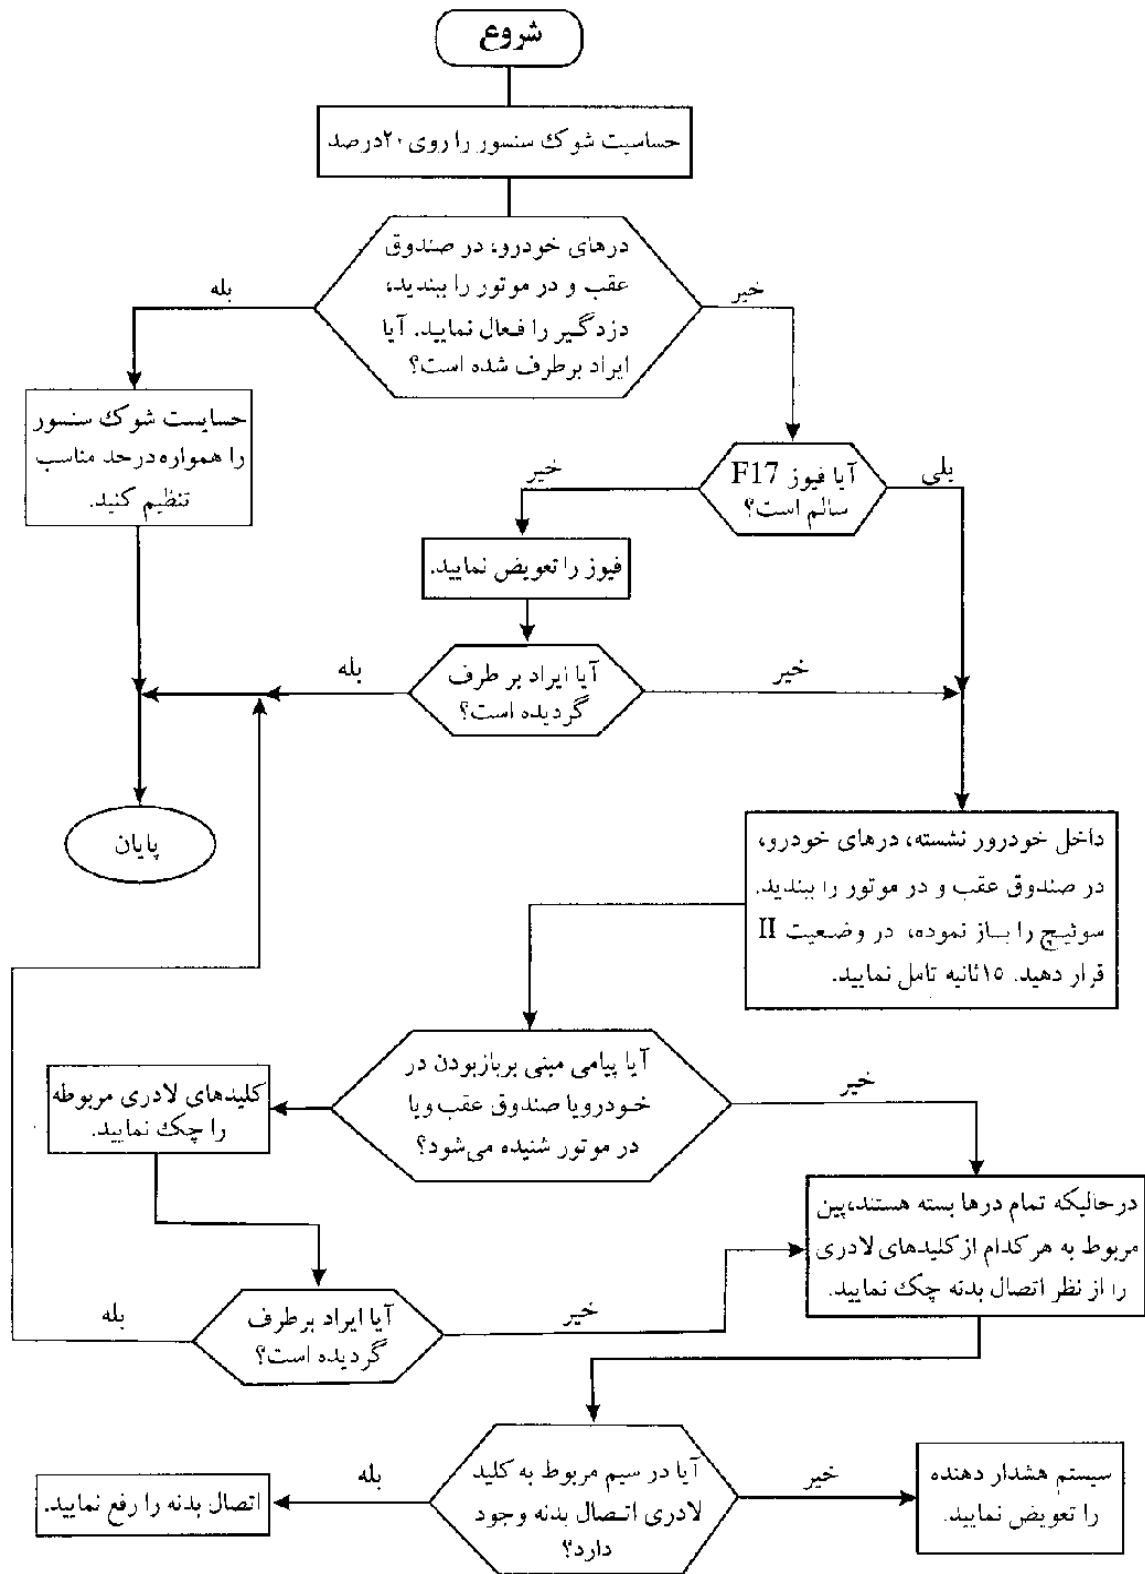 شروع
حساسیت شوک سنسور را روی ۲۰درصد
درهای خودرو، در صندوق
عقب و در موتور را ببندید،
دزدگیر را فعال نمایید. آیا
ایراد برطرف شده است؟
خیر
بله
حسایست شوک سنسور
را همواره درحد مناسب
تنظیم کنید.
آیا فیوز F17
سالم است؟
بلی
خیر
فیوز را تعویض نمایید.
آیا ایراد بر طرف
گردیده است؟
خیر
بله
پایان
داخل خودرور نشسته، درهای خودرو،
در صندوق عقب و در موتور را ببندید.
سوئیچ را باز نموده، در وضعیت II
قرار دهید. ۱۵ثانیه تامل نمایید.
آیا پیامی مبنی بربازبودن در
خودرویا صندوق عقب ویا
در موتور شنیده می‌شود؟
خیر
کلیدهای لادری مربوطه
را چک نمایید.
درحالیکه تمام درها بسته هستند،پین
مربوط به هرکدام ازکلیدهای لادری
را از نظر اتصال بدنه چک نمایید.
آیا ایراد برطرف
گردیده است؟
خیر
بله
آیا در سیم مربوط به کلید
لادری اتصال بدنه وجود
دارد؟
خیر
بله
سیستم هشدار دهنده
را تعویض نمایید.
اتصال بدنه را رفع نمایید.